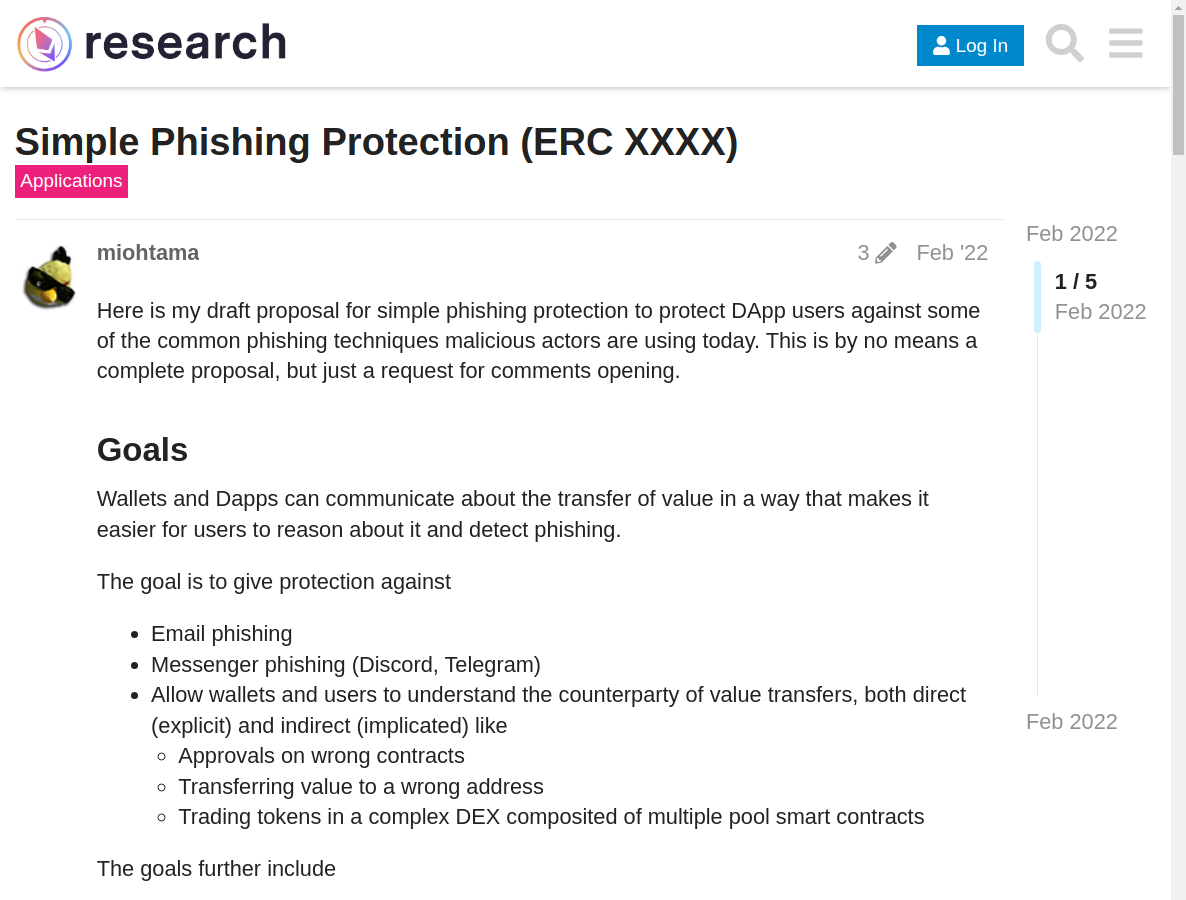 research
Log In
Simple Phishing Protection (ERC XXXX)
Applications
miohtama
3
Feb '22
Feb 2022
1 / 5
Feb 2022
Here is my draft proposal for simple phishing protection to protect DApp users against some
of the common phishing techniques malicious actors are using today. This is by no means a
complete proposal, but just a request for comments opening.
Goals
Wallets and Dapps can communicate about the transfer of value in a way that makes it
easier for users to reason about it and detect phishing.
The goal is to give protection against
Email phishing
Messenger phishing (Discord, Telegram)
Allow wallets and users to understand the counterparty of value transfers, both direct
(explicit) and indirect (implicated) like
Approvals on wrong contracts
Transferring value to a wrong address
Trading tokens in a complex DEX composited of multiple pool smart contracts
The goals further include
Feb 2022